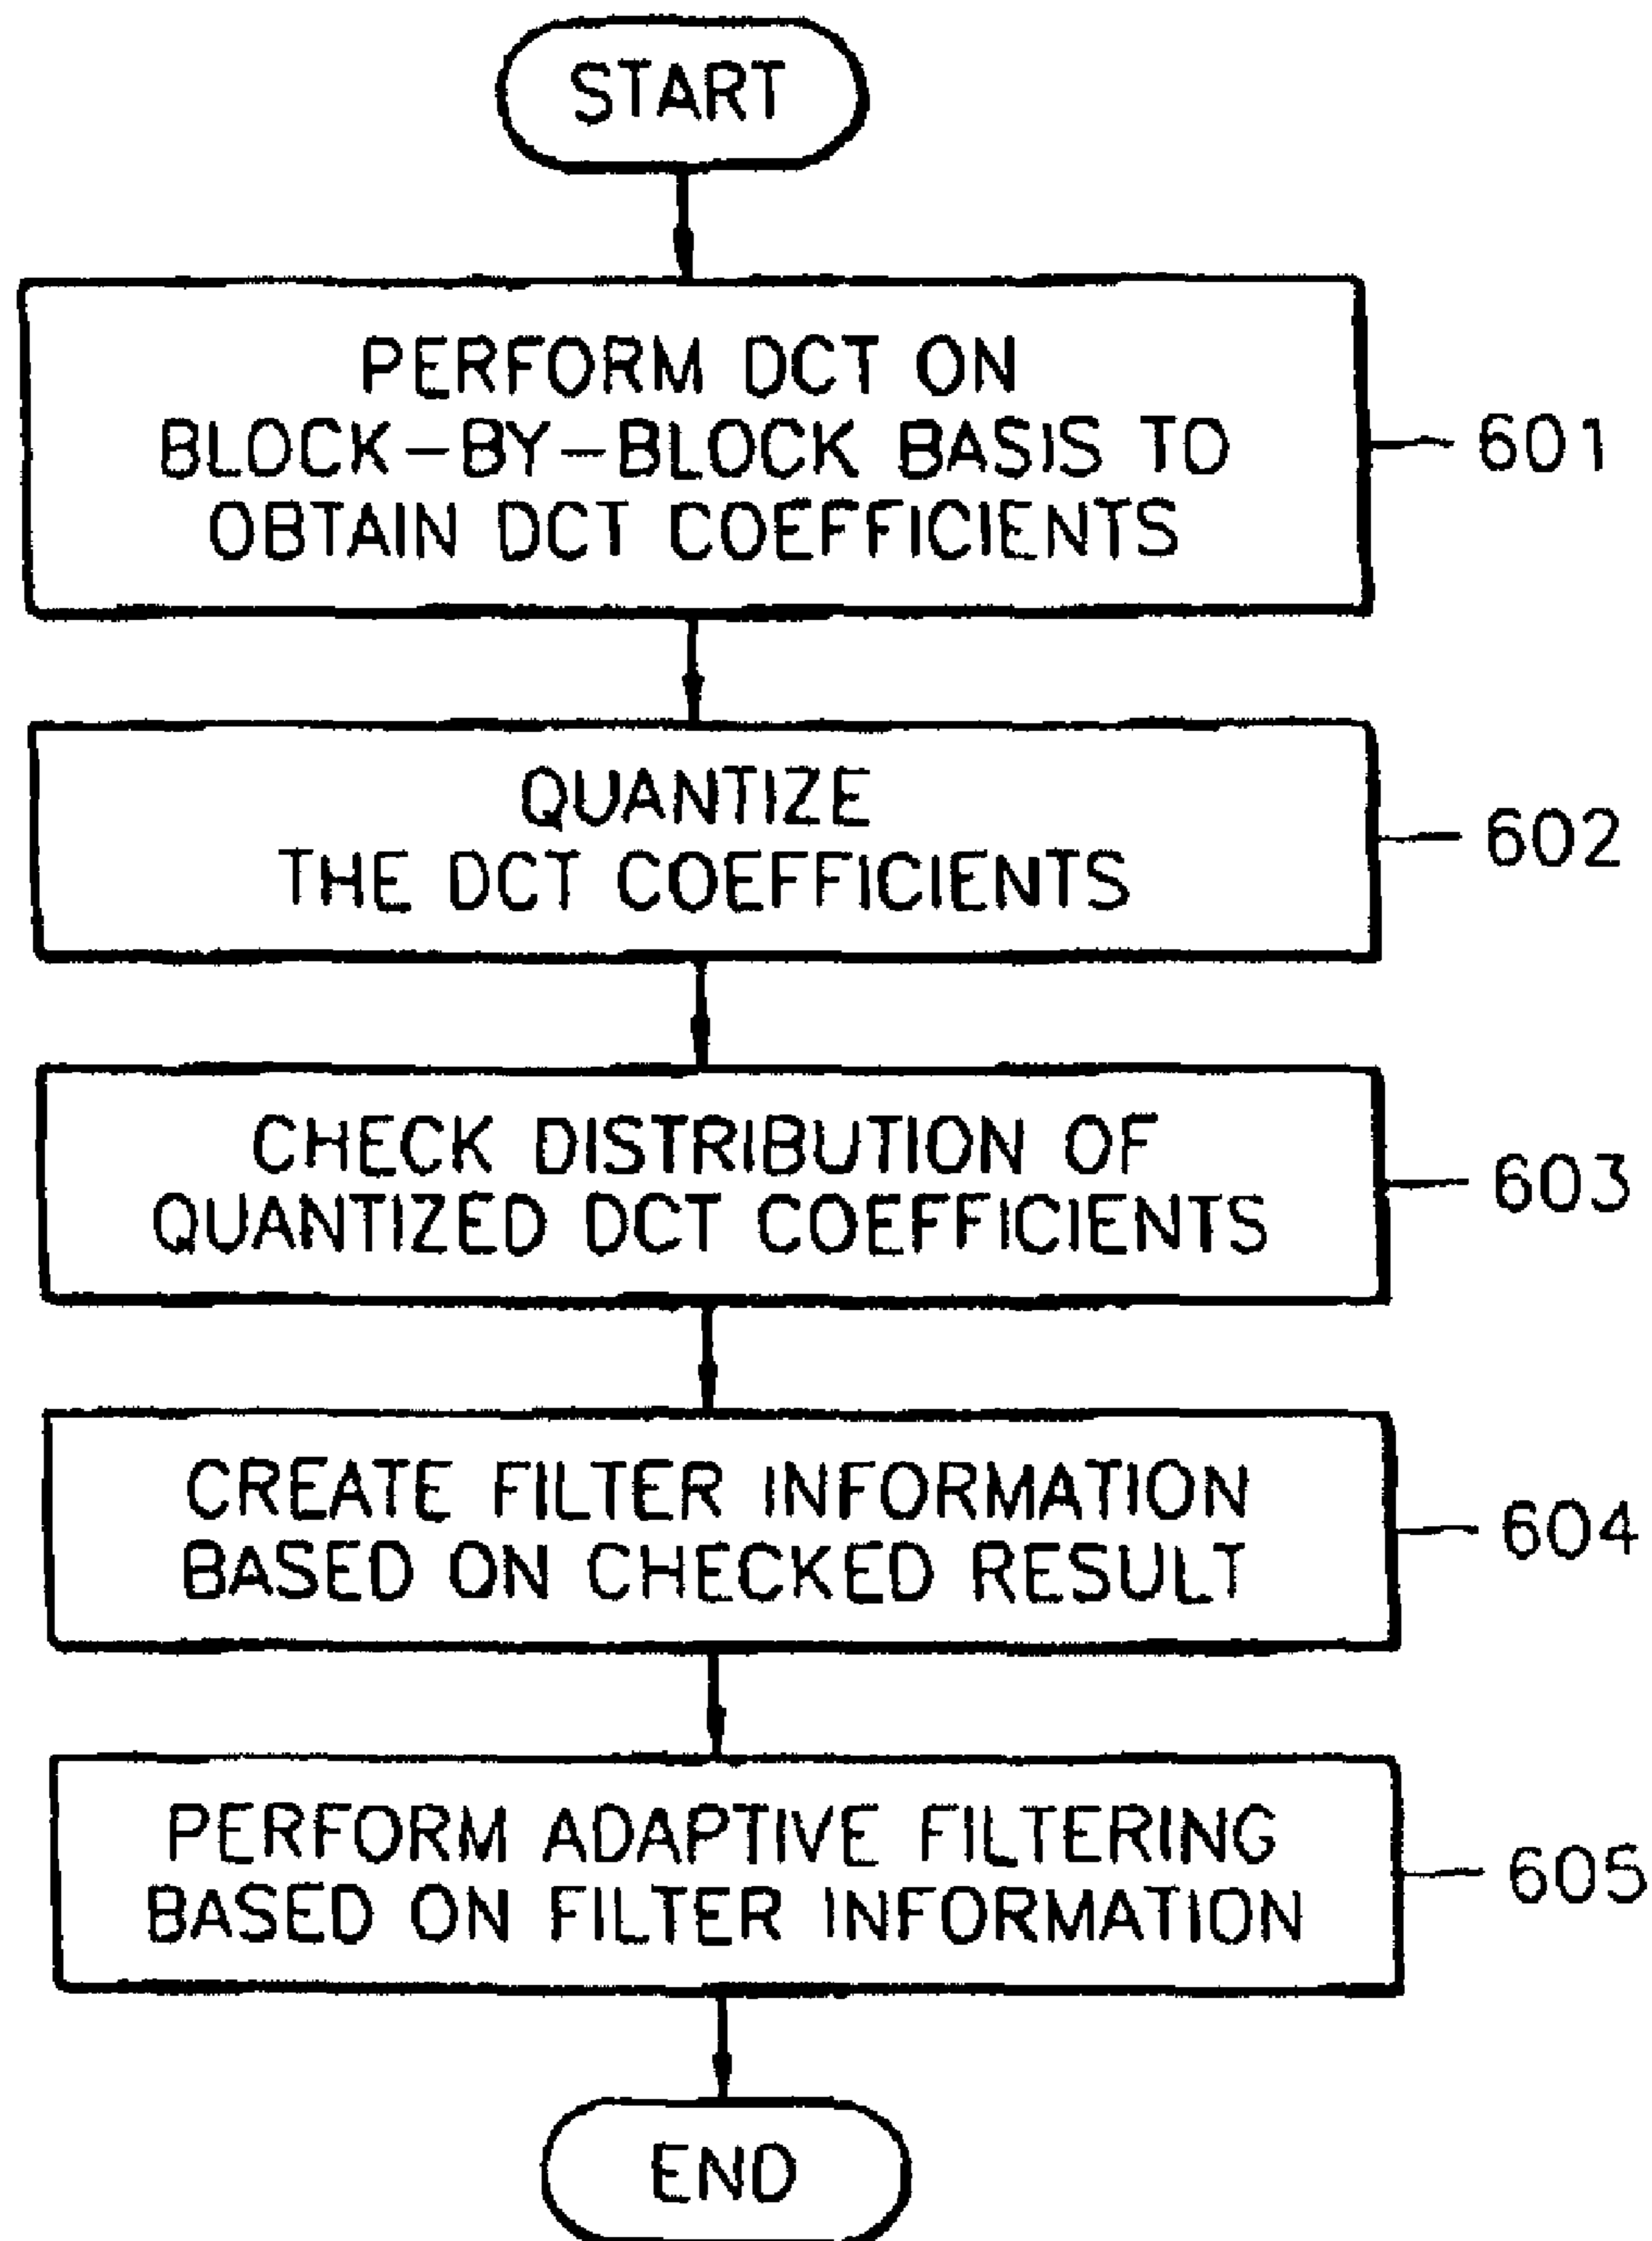 START
PERFORM DCT ON
BLOCK-BY-BLOCK BASIS TO
OBTAIN DCT COEFFICIENTS
601
QUANTIZE
THE DCT COEFFICIENTS
602
CHECK DISTRIBUTION OF
QUANTIZED DCT COEFFICIENTS
603
CREATE FILTER INFORMATION
BASED ON CHECKED RESULT
604
PERFORM ADAPTIVE FILTERING
BASED ON FILTER INFORMATION
605
END